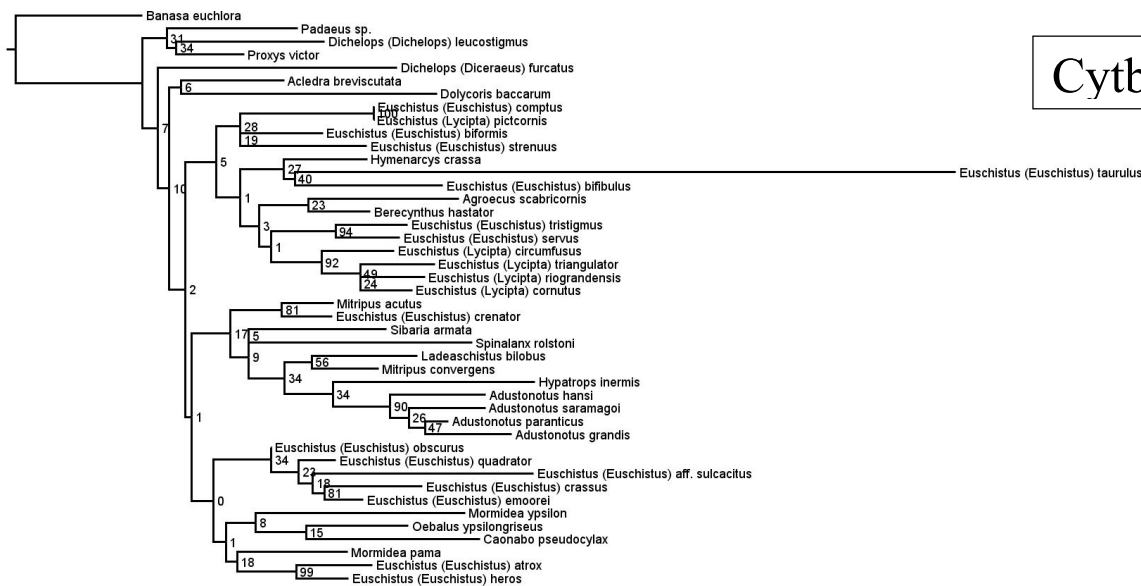 Banasa euchlora
Padaeus sp.
31
Dichelops (Dichelops) leucostigmus
34
Proxys victor
Dichelops (Diceraeus) furcatus
7
Acledra breviscutata
6
Dolycoris baccarum
Cytb
Euschistus (Euschistus) comptus
100
Euschistus (Lycipta) pictcornis
28
Euschistus (Euschistus) biformis
19
Euschistus (Euschistus) strenuus
5
Hymenarcys crassa
27
Euschistus (Euschistus) taurulus
40
Euschistus (Euschistus) bifibulus
10
1
Agroecus scabricornis
23
Berecynthus hastator
3
Euschistus (Euschistus) tristigmus
94
Euschistus (Euschistus) servus
1
Euschistus (Lycipta) circumfusus
92
Euschistus (Lycipta) triangulator
49
Euschistus (Lycipta) riograndensis
24
Euschistus (Lycipta) cornutus
2
Mitripus acutus
81
Euschistus (Euschistus) crenator
17
Sibaria armata
5
Spinalanx rolstoni
9
Ladeaschistus bilobus
56
Mitripus convergens
34
Hypatrops inermis
34
Adustonotus hansi
90
Adustonotus saramagoi
26
Adustonotus paranticus
47
Adustonotus grandis
1
Euschistus (Euschistus) obscurus
34
Euschistus (Euschistus) quadrator
23
Euschistus (Euschistus) aff. sulcacitus
18
Euschistus (Euschistus) crassus
81
Euschistus (Euschistus) emoorei
0
Mormidea ypsilon
8
Oebalus ypsilongriseus
15
Caonabo pseudocylax
1
Mormidea pama
18
Euschistus (Euschistus) atrox
99
Euschistus (Euschistus) heros